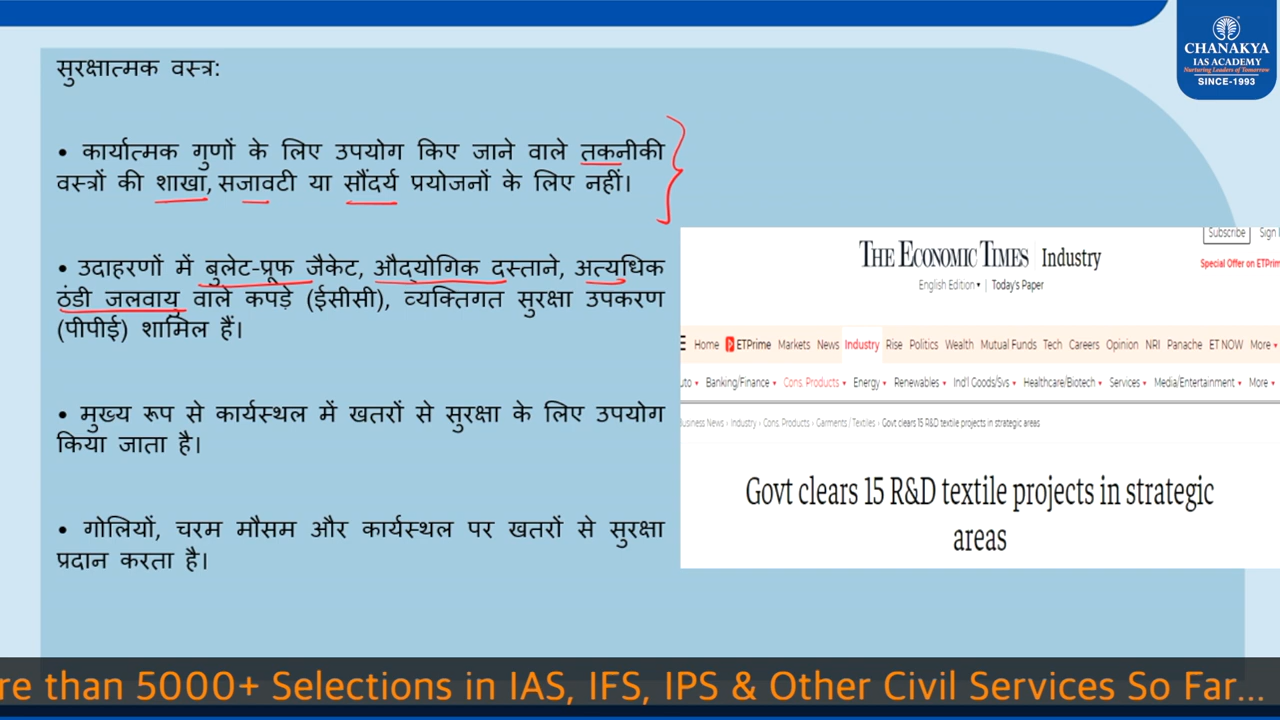 CHANAKYA
IAS ACADEMY
Nurturing Leaders of Tomorrow
SINCE-1993
सुरक्षात्मक वस्त्र:
• कार्यात्मक गुणों के लिए उपयोग किए जाने वाले तकनीकी
वस्त्रों की शाखा, सजावटी या सौंदर्य प्रयोजनों के लिए नहीं।
• उदाहरणों में बुलेट-प्रूफ जैकेट, औद्योगिक दस्ताने, अत्यधिक
ठंडी जलवायु वाले कपड़े (ईसीसी), व्यक्तिगत सुरक्षा उपकरण
(पीपीई) शामिल हैं।
• मुख्य रूप से कार्यस्थल में खतरों से सुरक्षा के लिए उपयोग
किया जाता है।
• गोलियों, चरम मौसम और कार्यस्थल पर खतरों से सुरक्षा
प्रदान करता है।
Subscribe Sign
THE ECONOMIC TIMES Industry
Special Offer on ETPrim
English Edition | Today's Paper
Home ETPrime Markets News Industry Rise Politics Wealth Mutual Funds Tech Careers Opinion NRI Panache ET NOW More
uto Banking/Finance Cons. Products Energy Renewables Ind'l Goods/Svs Healthcare/Biotech Services Media/Entertainment More
usiness News › Industry › Cons. Products › Garments / Textiles › Govt clears 15 R&D textile projects in strategic areas
Govt clears 15 R&D textile projects in strategic
areas
re than 5000+ Selections in IAS, IFS, IPS & Other Civil Services So Far...